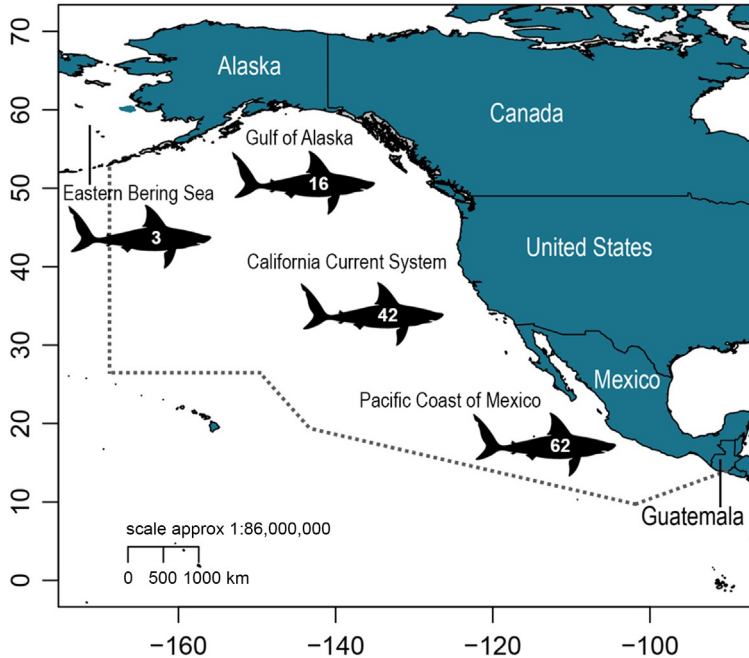 70
60
50
40
30
20
10
0
Alaska
Canada
Gulf of Alaska
16
Eastern Bering Sea
3
United States
California Current System
42
Mexico
Pacific Coast of Mexico
62
Guatemala
scale approx 1:86,000,000
0 500 1000 km
−160 −140 −120 −100